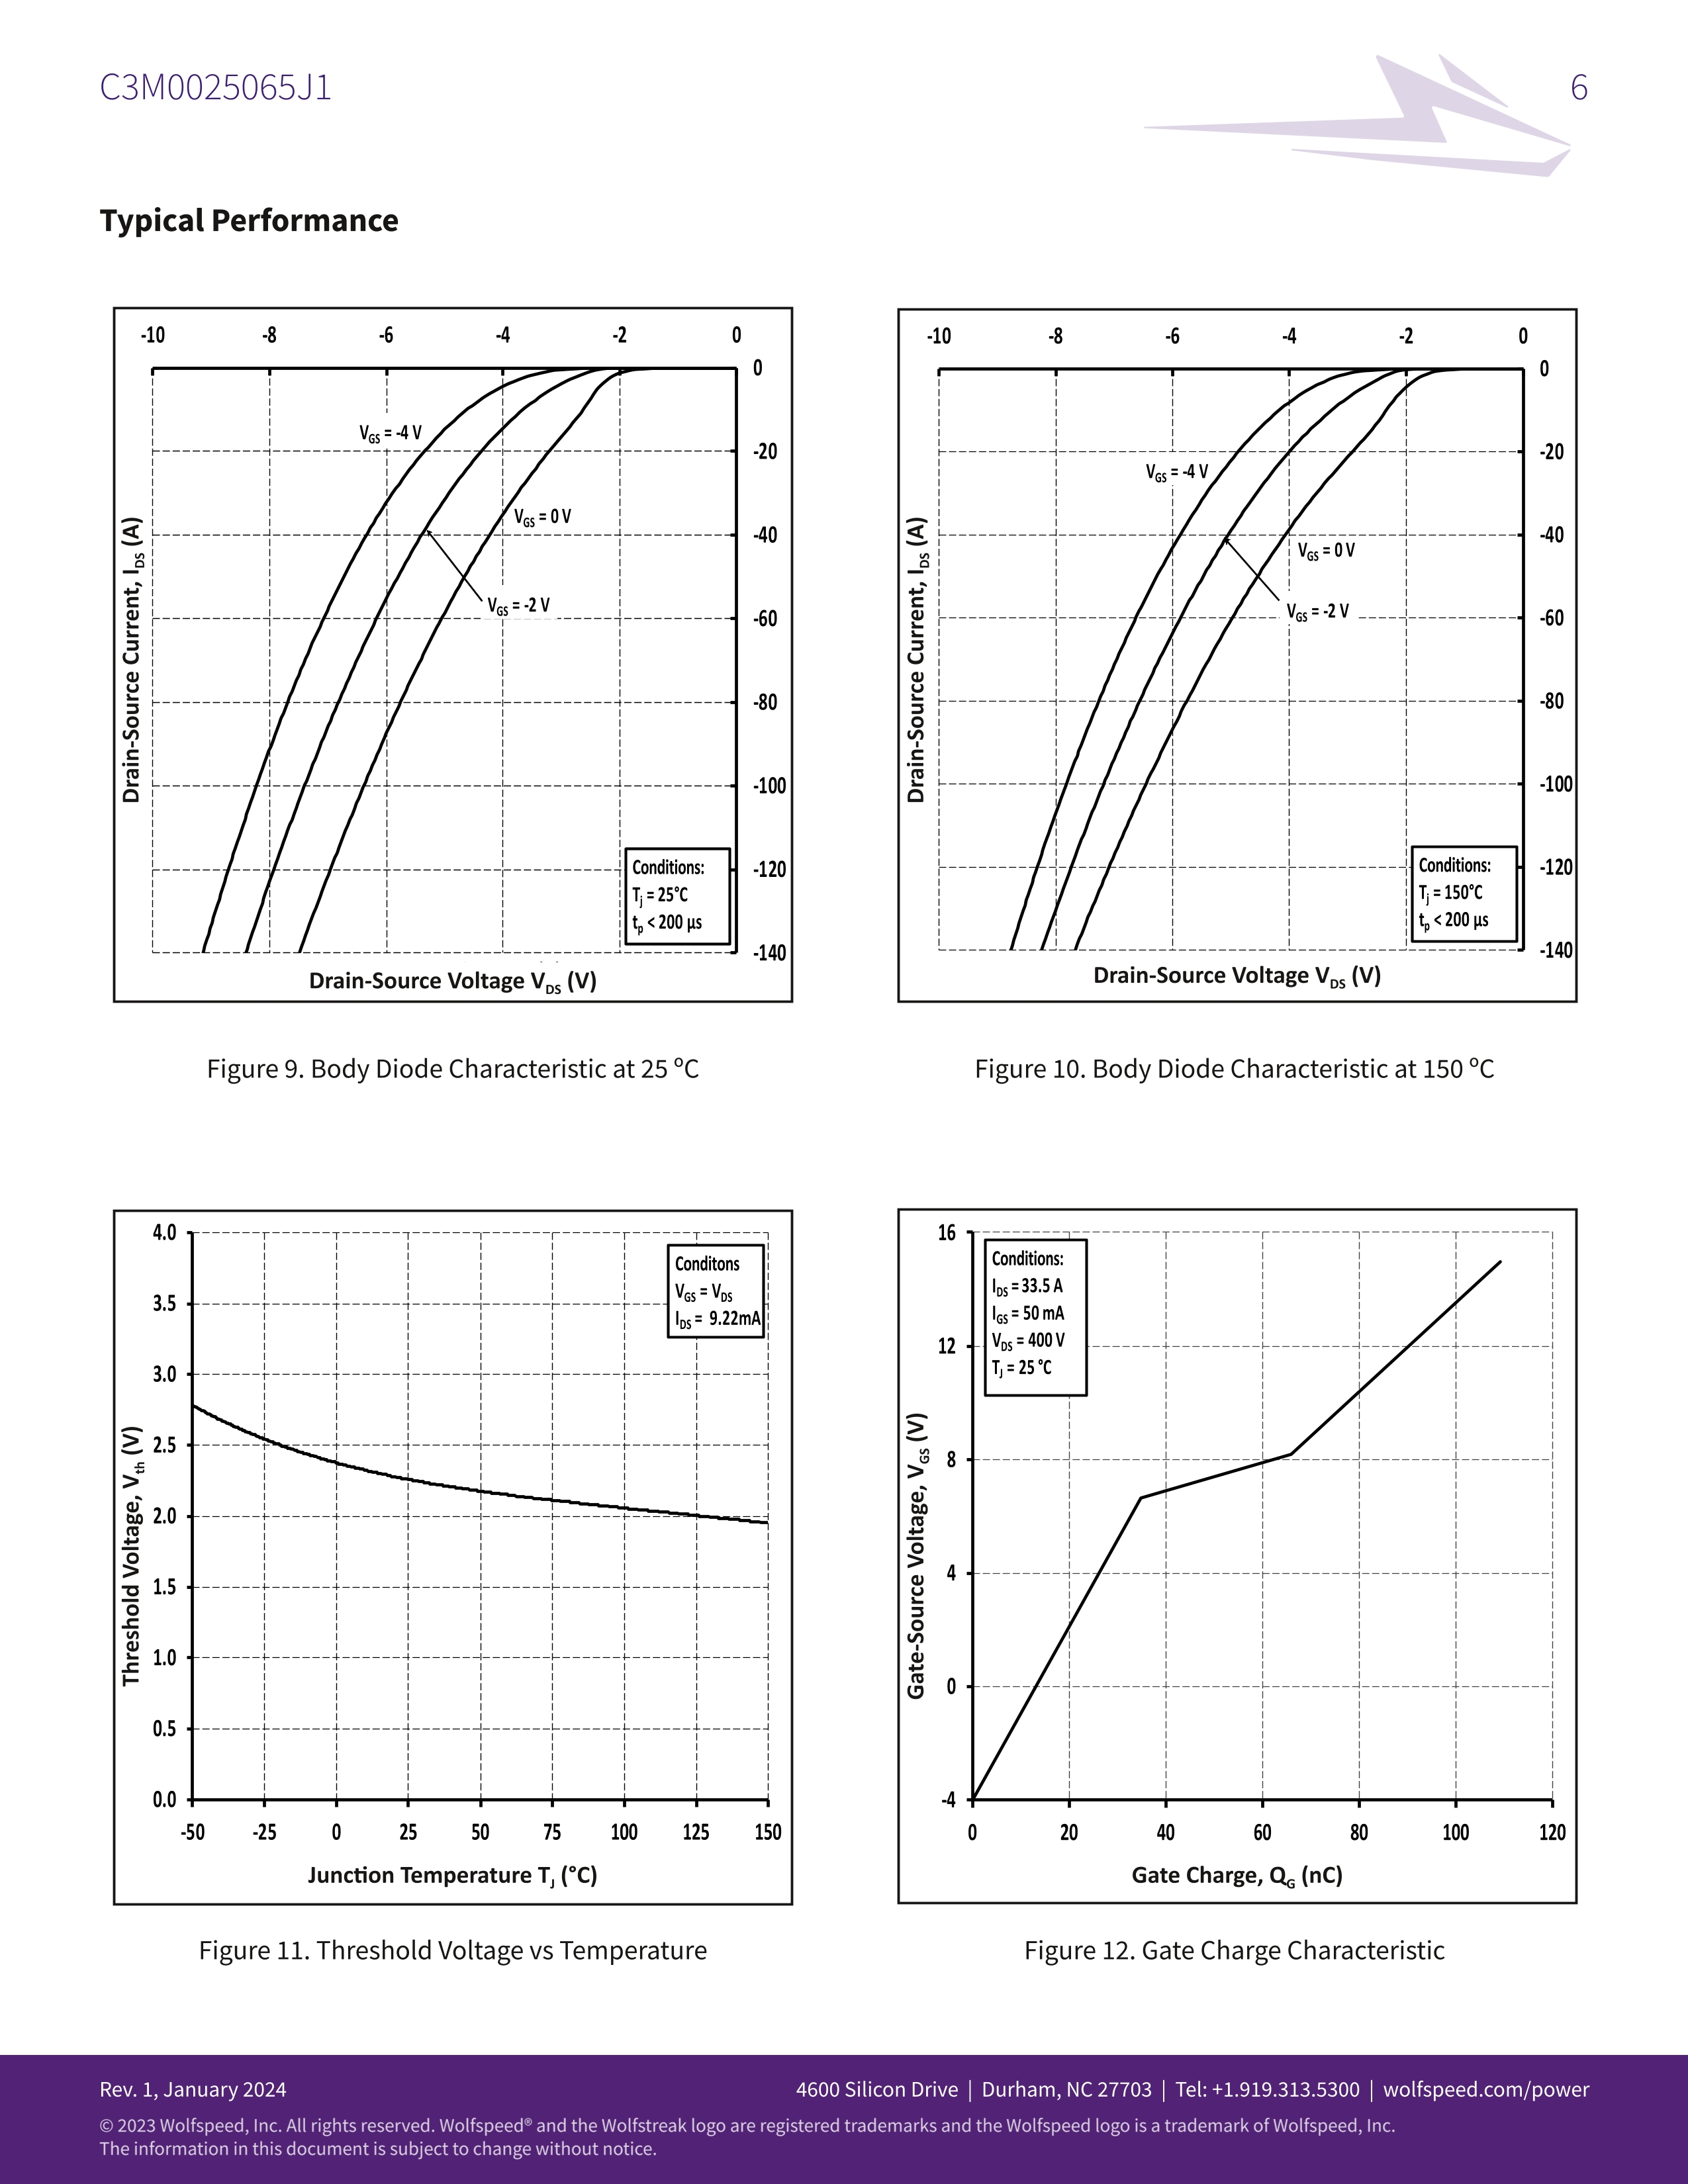 C3M0025065J1
6
Typical Performance
-10 -8 -6 -4 -2 0
0
-20
-40
-60
-80
-100
-120
-140
VGS = -4 V
VGS = 0 V
VGS = -2 V
Conditions:
Tj = 25°C
tp < 200 µs
Drain-Source Current, IDS (A)
Drain-Source Voltage VDS (V)
Figure 9. Body Diode Characteristic at 25 ºC
-10 -8 -6 -4 -2 0
0
-20
-40
-60
-80
-100
-120
-140
VGS = -4 V
VGS = 0 V
VGS = -2 V
Conditions:
Tj = 150°C
tp < 200 µs
Drain-Source Current, IDS (A)
Drain-Source Voltage VDS (V)
Figure 10. Body Diode Characteristic at 150 ºC
4.0
3.5
3.0
2.5
2.0
1.5
1.0
0.5
0.0
-50 -25 0 25 50 75 100 125 150
Conditons
VGS = VDS
IDS = 9.22mA
Threshold Voltage, Vth (V)
Junction Temperature TJ (°C)
Figure 11. Threshold Voltage vs Temperature
16
12
8
4
0
-4
0 20 40 60 80 100 120
Conditions:
IDS = 33.5 A
IGS = 50 mA
VDS = 400 V
TJ = 25 °C
Gate-Source Voltage, VGS (V)
Gate Charge, QG (nC)
Figure 12. Gate Charge Characteristic
Rev. 1, January 2024
4600 Silicon Drive | Durham, NC 27703 | Tel: +1.919.313.5300 | wolfspeed.com/power
© 2023 Wolfspeed, Inc. All rights reserved. Wolfspeed® and the Wolfstreak logo are registered trademarks and the Wolfspeed logo is a trademark of Wolfspeed, Inc.
The information in this document is subject to change without notice.